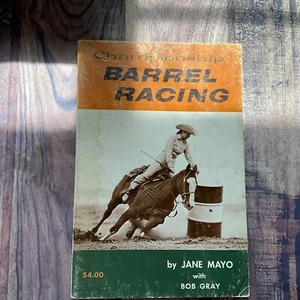 Championship
BARREL
RACING
by JANE MAYO
with
BOB GRAY
$4.00